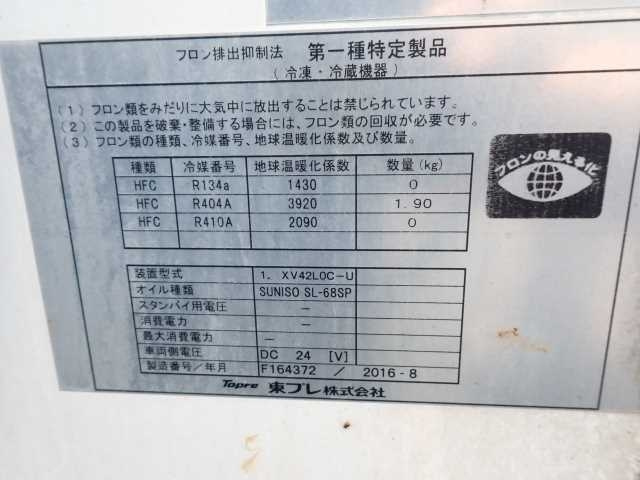 フロン排出抑制法 第一種特定製品
(冷凍・冷蔵機器)
(1) フロン類をみだりに大気中に放出することは禁じられています。
(2) この製品を破棄・整備する場合には、フロン類の回収が必要です。
(3) フロン類の種類、冷媒番号、地球温暖化係数及び数量。
種類 冷媒番号 地球温暖化係数 数量(kg)
HFC R134a 1430 0
HFC R404A 3920 1.90
HFC R410A 2090 0
フロンの見える化
装置型式 1. XV42LOC-U
オイル種類 SUNISO SL-68SP
スタンバイ用電圧 -
消費電力 -
最大消費電力 -
車両側電圧 DC 24 [V]
製造番号/年月 F164372 / 2016-8
Topre 東プレ株式会社